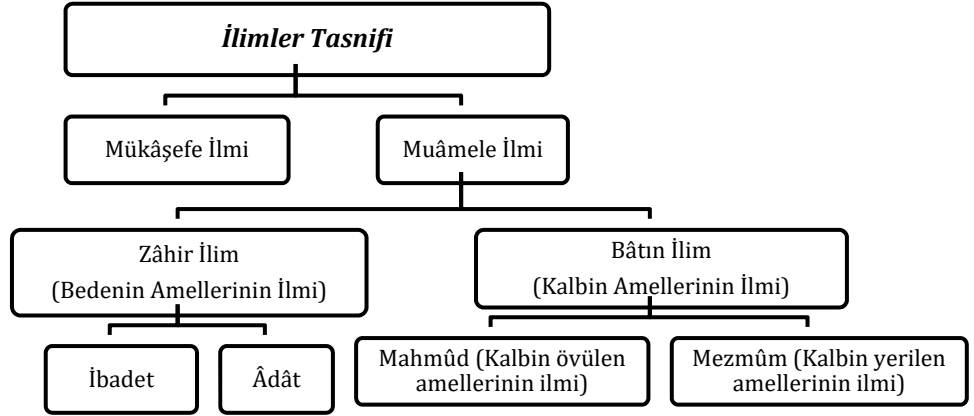 İlimler Tasnifi
Mükâşefe İlmi
Muâmele İlmi
Zâhir İlim
(Bedenin Amellerinin İlmi)
Bâtın İlim
(Kalbin Amellerinin İlmi)
İbadet
Âdât
Mahmûd (Kalbin övülen
amellerinin ilmi)
Mezmûm (Kalbin yerilen
amellerinin ilmi)